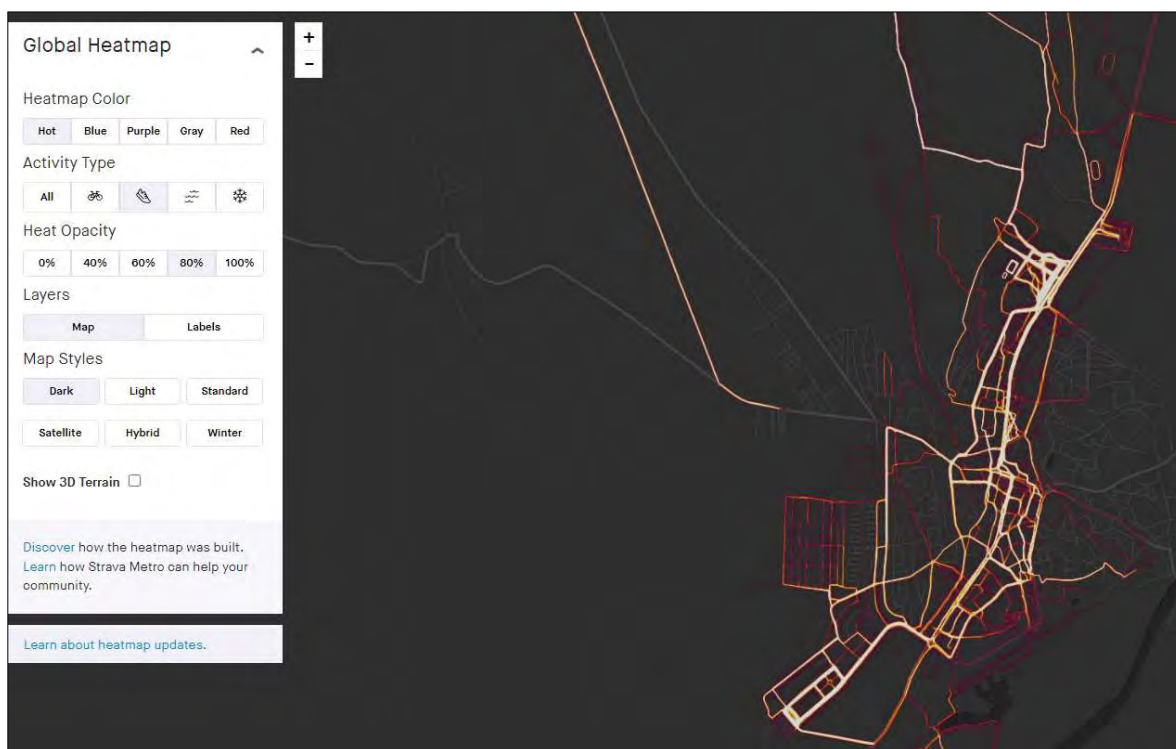 Global Heatmap
+
−
Heatmap Color
Hot Blue Purple Gray Red
Activity Type
All
Heat Opacity
0% 40% 60% 80% 100%
Layers
Map Labels
Map Styles
Dark Light Standard
Satellite Hybrid Winter
Show 3D Terrain
Discover how the heatmap was built.
Learn how Strava Metro can help your
community.
Learn about heatmap updates.